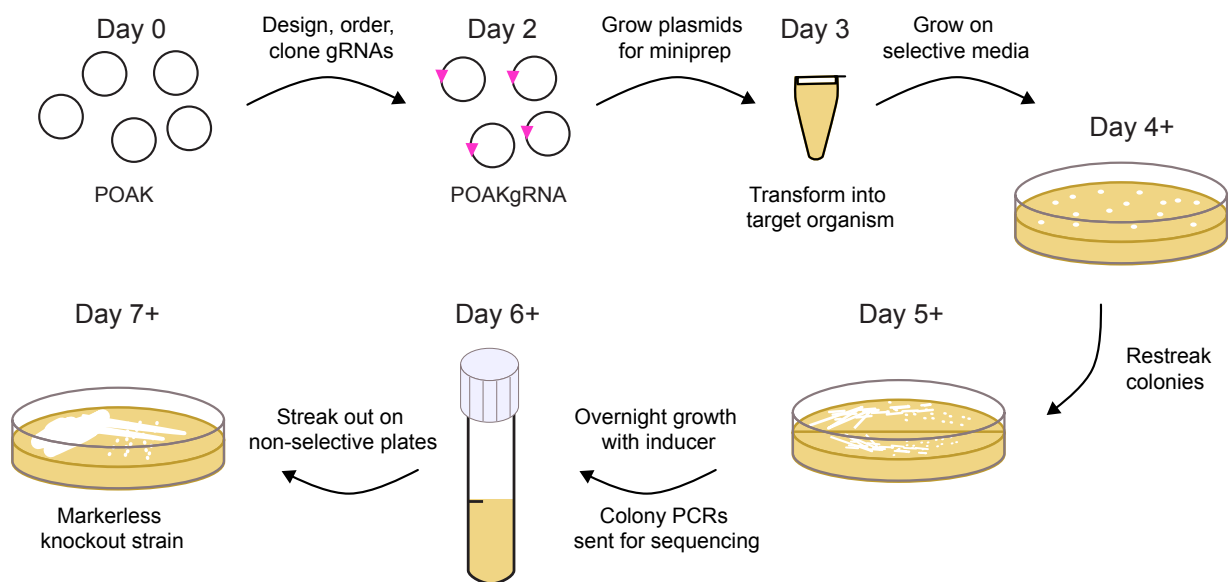 Day 0
Design, order,
clone gRNAs
Day 2
Grow plasmids
for miniprep
Day 3
Grow on
selective media
Day 4+
POAK
POAKgRNA
Transform into
target organism
Restreak
colonies
Day 5+
Overnight growth
with inducer
Colony PCRs
sent for sequencing
Day 6+
Streak out on
non-selective plates
Day 7+
Markerless
knockout strain